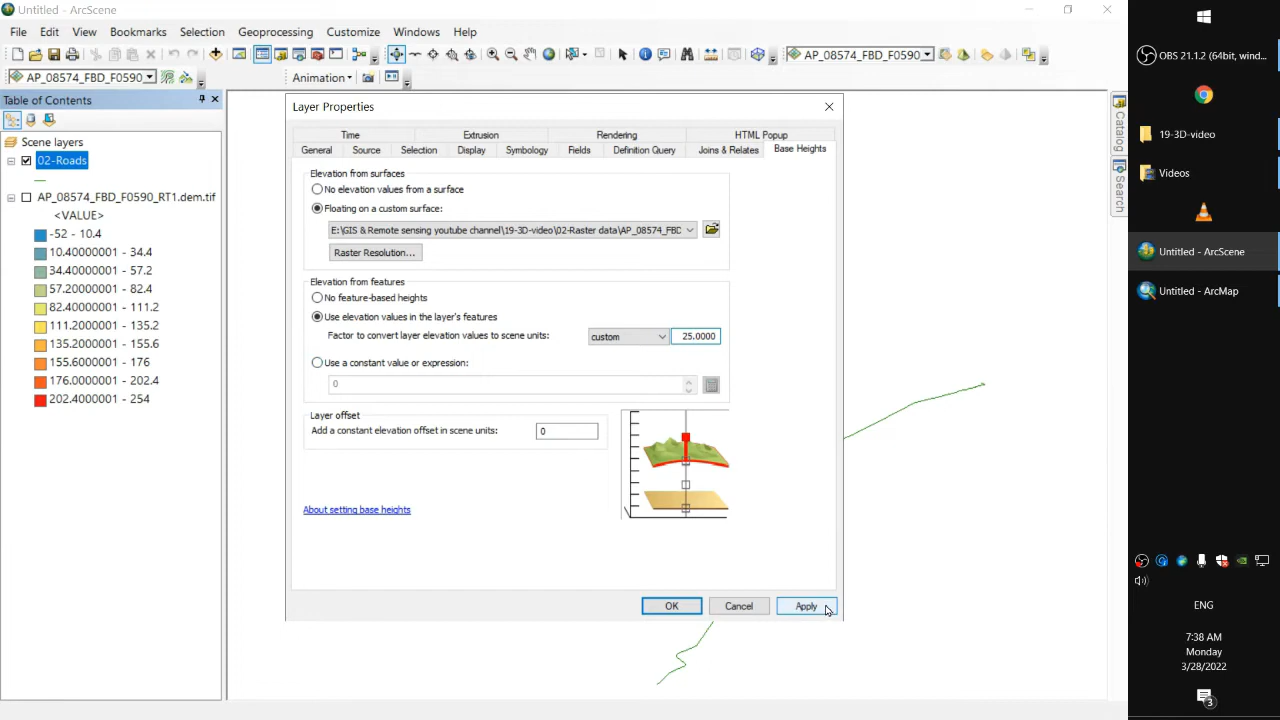 Untitled - ArcScene
File Edit View Bookmarks Selection Geoprocessing Customize Windows Help
AP_08574_FBD_F0590
AP_08574_FBD_F0590
Animation
Table of Contents
Scene layers
02-Roads
AP_08574_FBD_F0590_RT1.dem.tif
<VALUE>
-52 - 10.4
10.40000001 - 34.4
34.40000001 - 57.2
57.20000001 - 82.4
82.40000001 - 111.2
111.2000001 - 135.2
135.2000001 - 155.6
155.6000001 - 176
176.0000001 - 202.4
202.4000001 - 254
Layer Properties
Time Extrusion Rendering HTML Popup
General Source Selection Display Symbology Fields Definition Query Joins & Relates Base Heights
Elevation from surfaces
No elevation values from a surface
Floating on a custom surface:
E:\GIS & Remote sensing youtube channel\19-3D-video\02-Raster data\AP_08574_FBD
Raster Resolution...
Elevation from features
No feature-based heights
Use elevation values in the layer's features
Factor to convert layer elevation values to scene units:
custom
25.0000
Use a constant value or expression:
0
Layer offset
Add a constant elevation offset in scene units:
0
About setting base heights
OK
Cancel
Apply
Catalog
Search
OBS 21.1.2 (64bit, wind...
19-3D-video
Videos
Untitled - ArcScene
Untitled - ArcMap
ENG
7:38 AM
Monday
3/28/2022
3